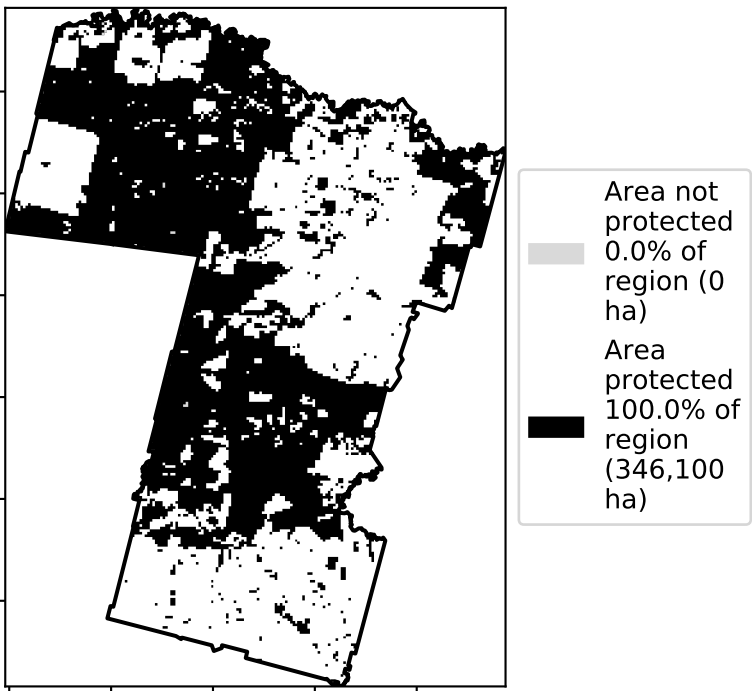 Area not
protected
0.0% of
region (0
ha)
Area
protected
100.0% of
region
(346,100
ha)